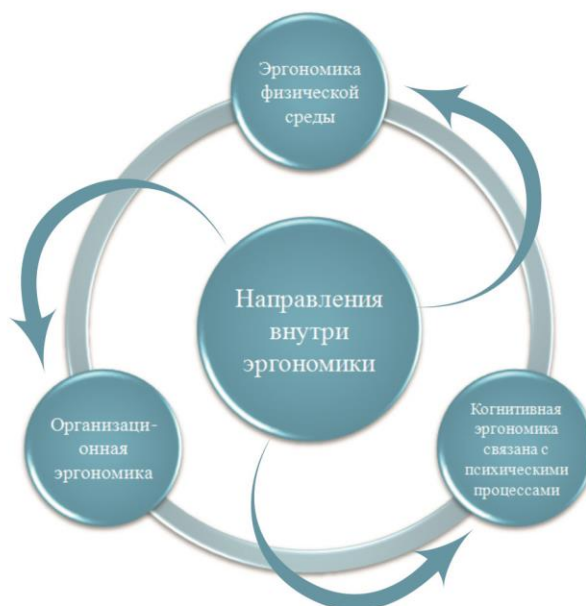 Эргономика
физической
среды
Направления
внутри
эргономики
Организаци-
онная
эргономика
Когнитивная
эргономика
связана с
психическими
процессами